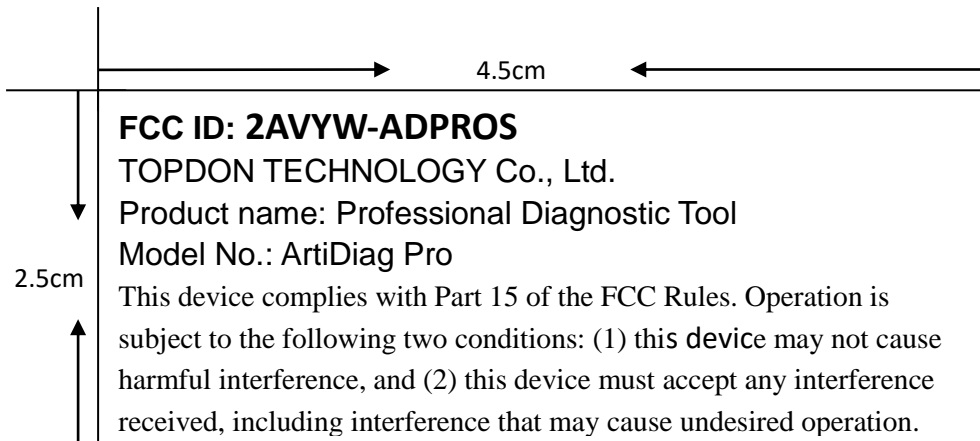 4.5cm
FCC ID: 2AVYW-ADPROS
TOPDON TECHNOLOGY Co., Ltd.
Product name: Professional Diagnostic Tool
Model No.: ArtiDiag Pro
2.5cm
This device complies with Part 15 of the FCC Rules. Operation is
subject to the following two conditions: (1) this device may not cause
harmful interference, and (2) this device must accept any interference
received, including interference that may cause undesired operation.